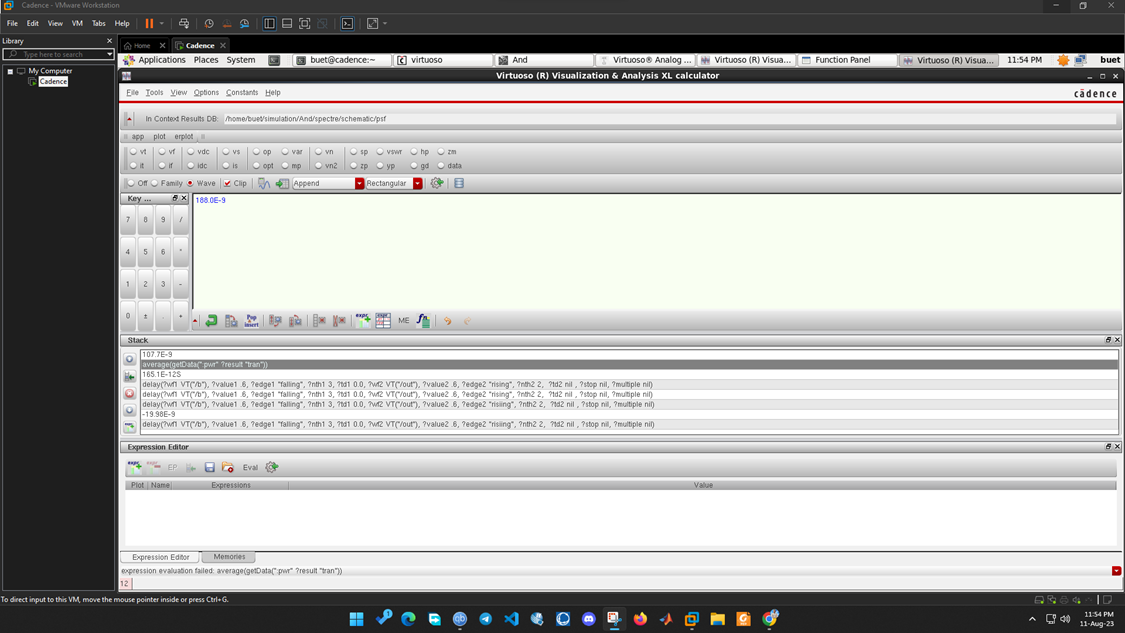 Cadence - VMware Workstation
File Edit View VM Tabs Help
Library
Type here to search
My Computer
Cadence
Home
Cadence
Applications Places System
buet@cadence:~
virtuoso
And
Virtuoso® Analog ...
Virtuoso (R) Visua...
Function Panel
Virtuoso (R) Visua...
11:54 PM
buet
Virtuoso (R) Visualization & Analysis XL calculator
File Tools View Options Constants Help
cādence
In Context Results DB: /home/buet/simulation/And/spectre/schematic/psf
app plot erplot
vt vf vdc vs op var vn sp vswr hp zm
it if idc is opt mp vn2 zp yp gd data
Off Family Wave Clip Append Rectangular
Key ...
188.0E-9
7 8 9 /
4 5 6 *
1 2 3 -
0 ± . +
Pop
insert
expr
expr
ME
fn
Stack
107.7E-9
average(getData(":pwr" ?result "tran"))
165.1E-12S
delay(?wf1 VT("/b"), ?value1 .6, ?edge1 "falling", ?nth1 3, ?td1 0.0, ?wf2 VT("/out"), ?value2 .6, ?edge2 "rising", ?nth2 2, ?td2 nil , ?stop nil, ?multiple nil)
delay(?wf1 VT("/b"), ?value1 .6, ?edge1 "falling", ?nth1 3, ?td1 0.0, ?wf2 VT("/out"), ?value2 .6, ?edge2 "rising", ?nth2 2, ?td2 nil , ?stop nil, ?multiple nil)
delay(?wf1 VT("/b"), ?value1 .6, ?edge1 "falling", ?nth1 3, ?td1 0.0, ?wf2 VT("/out"), ?value2 .6, ?edge2 "rising", ?nth2 2, ?td2 nil , ?stop nil, ?multiple nil)
-19.98E-9
delay(?wf1 VT("/b"), ?value1 .6, ?edge1 "falling", ?nth1 3, ?td1 0.0, ?wf2 VT("/out"), ?value2 .6, ?edge2 "rising", ?nth2 2, ?td2 nil , ?stop nil, ?multiple nil)
Expression Editor
expr expr EP Eval
Plot Name Expressions Value
Expression Editor Memories
expression evaluation failed: average(getData(":pwr" ?result "tran"))
12
To direct input to this VM, move the mouse pointer inside or press Ctrl+G.
11:54 PM
11-Aug-23